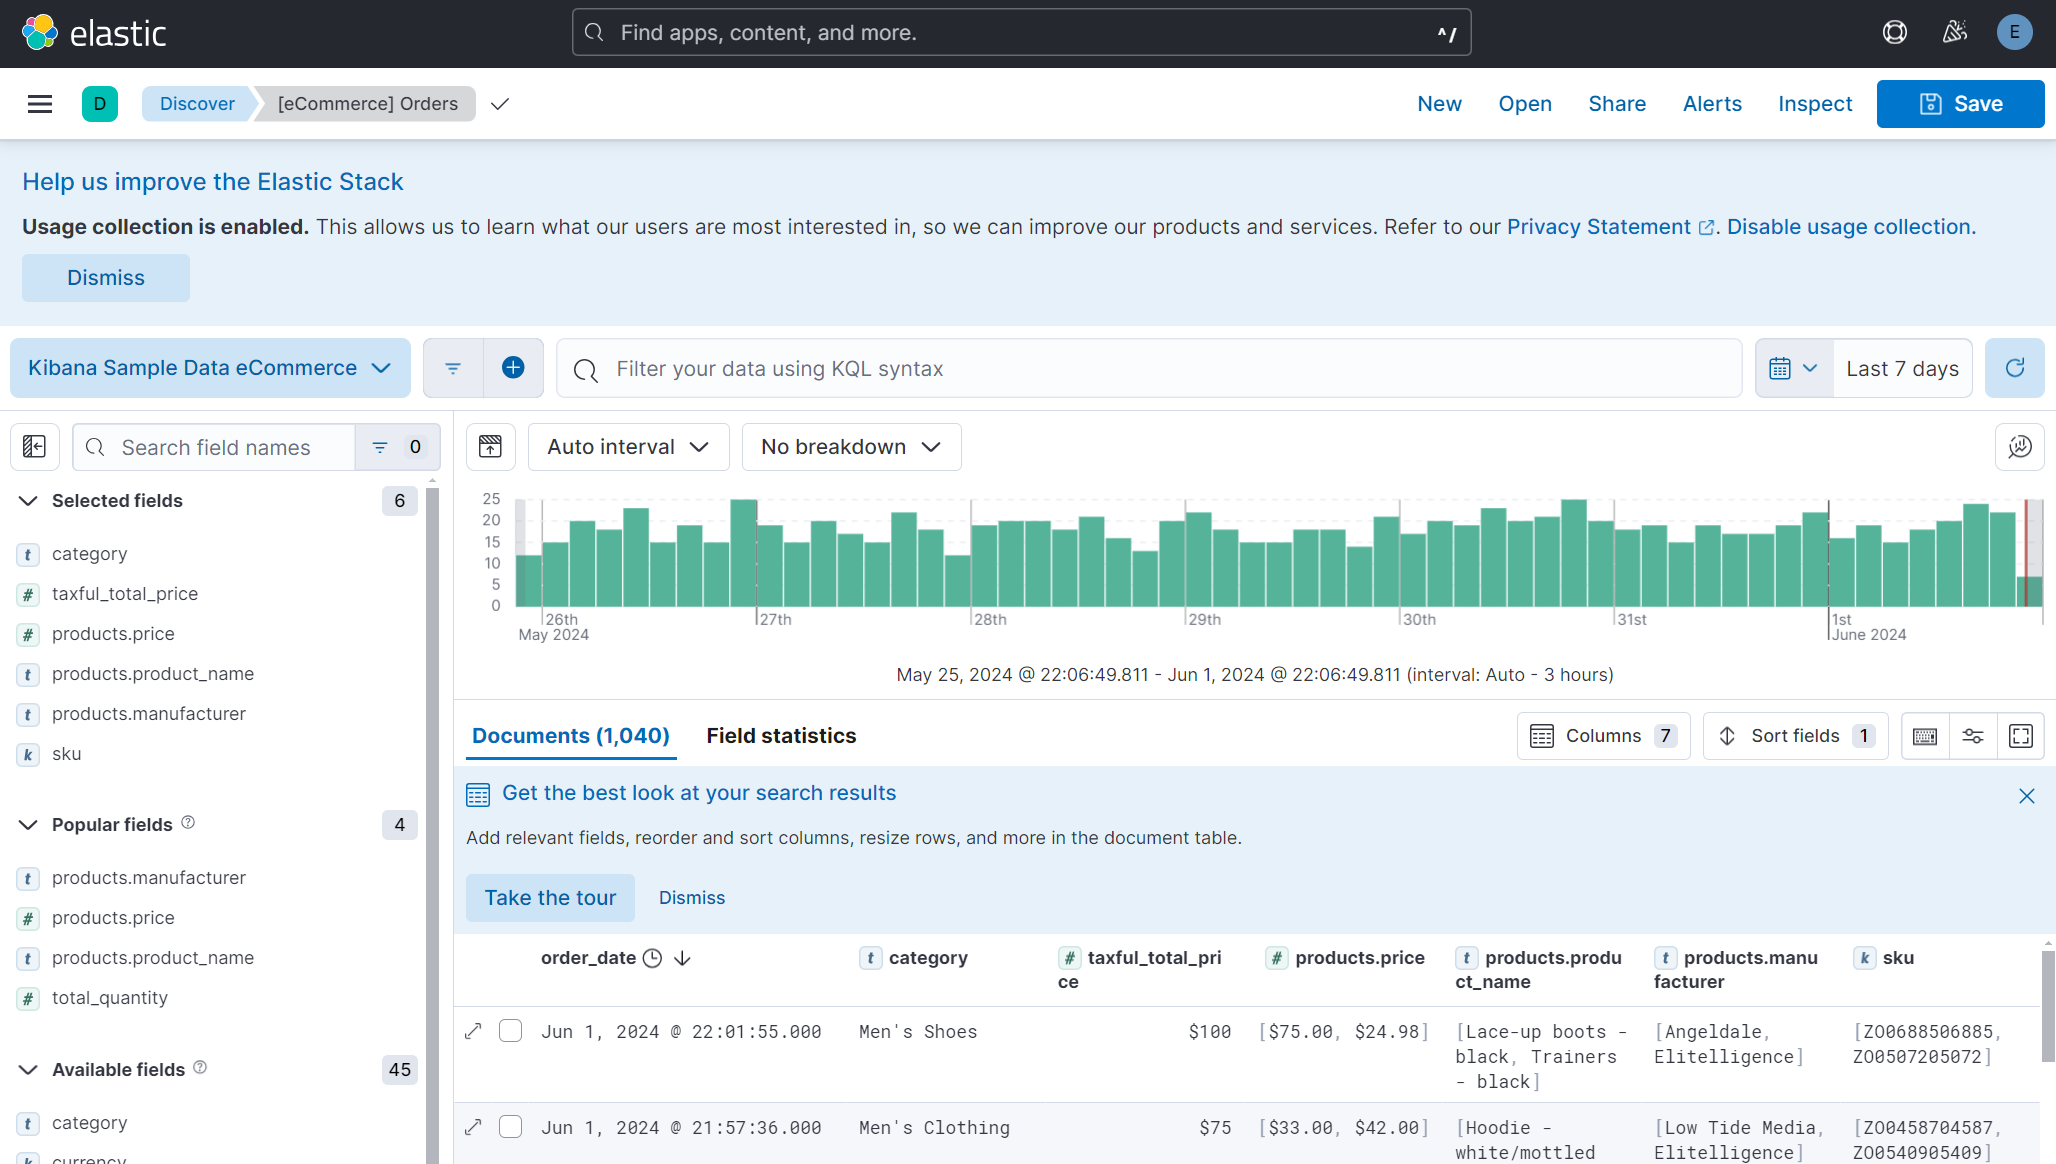 elastic
Find apps, content, and more.
^/
E
D
Discover
[eCommerce] Orders
New
Open
Share
Alerts
Inspect
Save
Help us improve the Elastic Stack
Usage collection is enabled. This allows us to learn what our users are most interested in, so we can improve our products and services. Refer to our Privacy Statement. Disable usage collection.
Dismiss
Kibana Sample Data eCommerce
Filter your data using KQL syntax
Last 7 days
Search field names
0
Auto interval
No breakdown
Selected fields
6
t category
# taxful_total_price
# products.price
t products.product_name
t products.manufacturer
k sku
Popular fields
4
t products.manufacturer
# products.price
t products.product_name
# total_quantity
Available fields
45
t category
k currency
25
20
15
10
5
0
26th
May 2024
27th
28th
29th
30th
31st
1st
June 2024
May 25, 2024 @ 22:06:49.811 - Jun 1, 2024 @ 22:06:49.811 (interval: Auto - 3 hours)
Documents (1,040)
Field statistics
Columns 7
Sort fields 1
Get the best look at your search results
Add relevant fields, reorder and sort columns, resize rows, and more in the document table.
Take the tour
Dismiss
order_date
t category
# taxful_total_pri
ce
# products.price
t products.produ
ct_name
t products.manu
facturer
k sku
Jun 1, 2024 @ 22:01:55.000
Men's Shoes
$100
[$75.00, $24.98]
[Lace-up boots -
black, Trainers
- black]
[Angeldale,
Elitelligence]
[ZO0688506885,
ZO0507205072]
Jun 1, 2024 @ 21:57:36.000
Men's Clothing
$75
[$33.00, $42.00]
[Hoodie -
white/mottled
[Low Tide Media,
Elitelligence]
[ZO0458704587,
ZO0540905409]